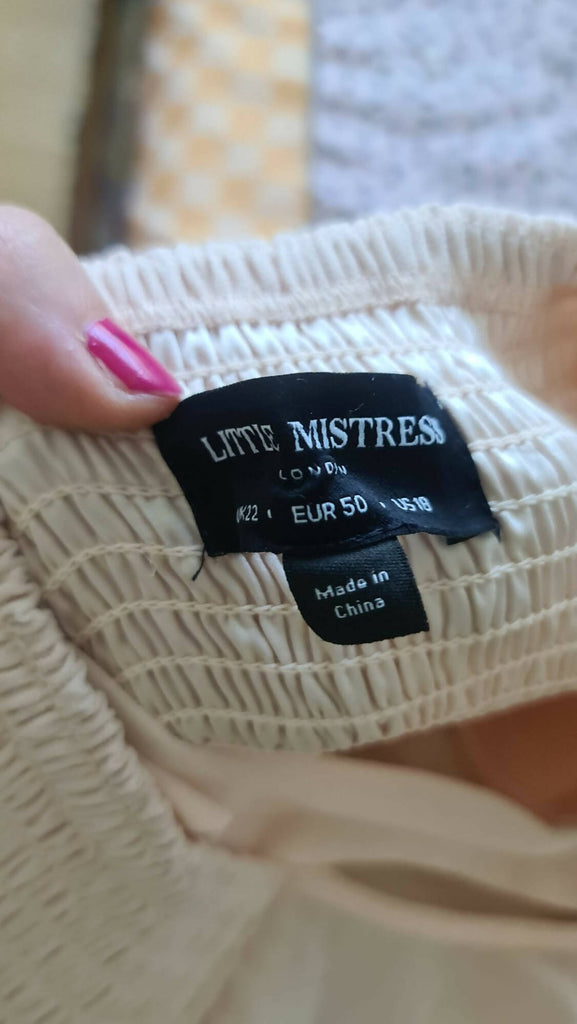 LITTLE MISTRESS
LONDON
UK22 · EUR 50 · US18
Made in
China